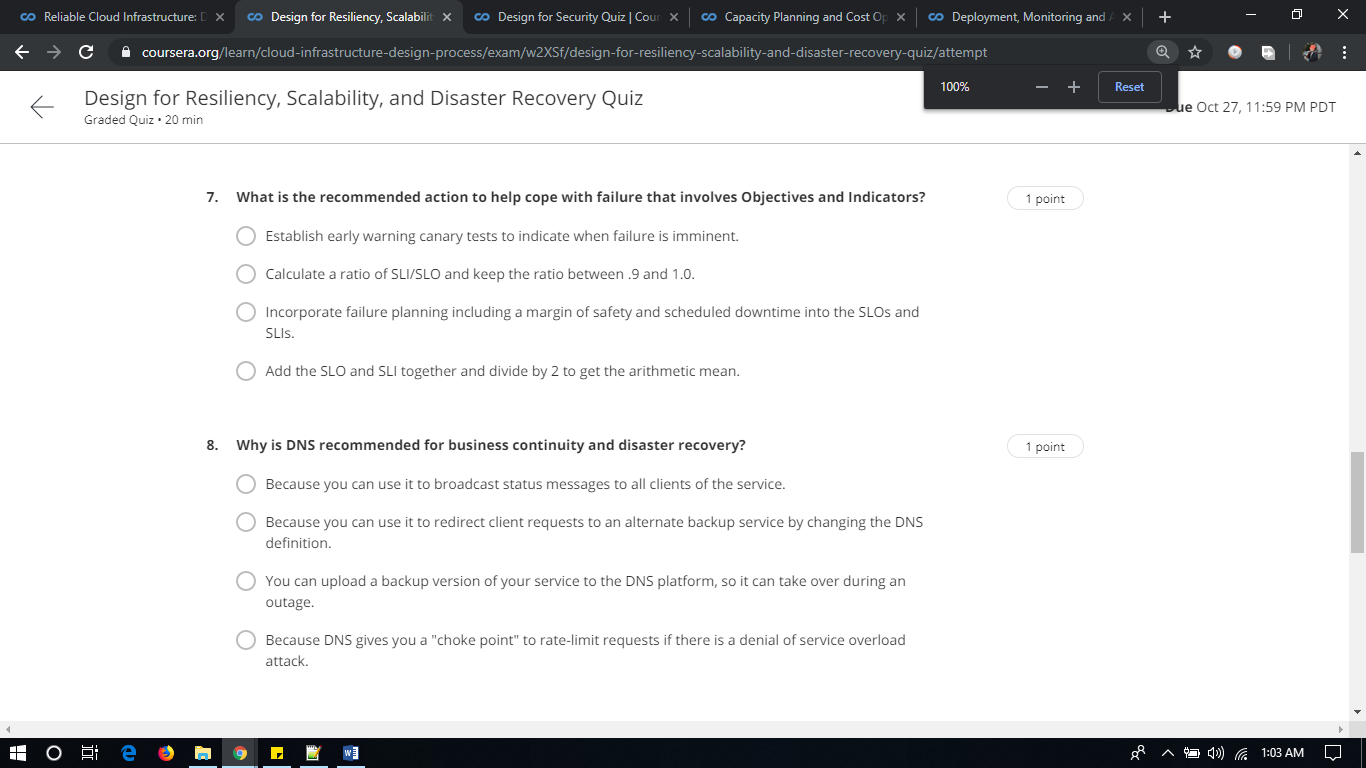 Reliable Cloud Infrastructure: D
Design for Resiliency, Scalabilit
Design for Security Quiz | Cour
Capacity Planning and Cost Op
Deployment, Monitoring and A
coursera.org/learn/cloud-infrastructure-design-process/exam/w2XSf/design-for-resiliency-scalability-and-disaster-recovery-quiz/attempt
100%
Reset
Design for Resiliency, Scalability, and Disaster Recovery Quiz
Graded Quiz • 20 min
Due Oct 27, 11:59 PM PDT
7. What is the recommended action to help cope with failure that involves Objectives and Indicators?
1 point
Establish early warning canary tests to indicate when failure is imminent.
Calculate a ratio of SLI/SLO and keep the ratio between .9 and 1.0.
Incorporate failure planning including a margin of safety and scheduled downtime into the SLOs and
SLIs.
Add the SLO and SLI together and divide by 2 to get the arithmetic mean.
8. Why is DNS recommended for business continuity and disaster recovery?
1 point
Because you can use it to broadcast status messages to all clients of the service.
Because you can use it to redirect client requests to an alternate backup service by changing the DNS
definition.
You can upload a backup version of your service to the DNS platform, so it can take over during an
outage.
Because DNS gives you a "choke point" to rate-limit requests if there is a denial of service overload
attack.
1:03 AM